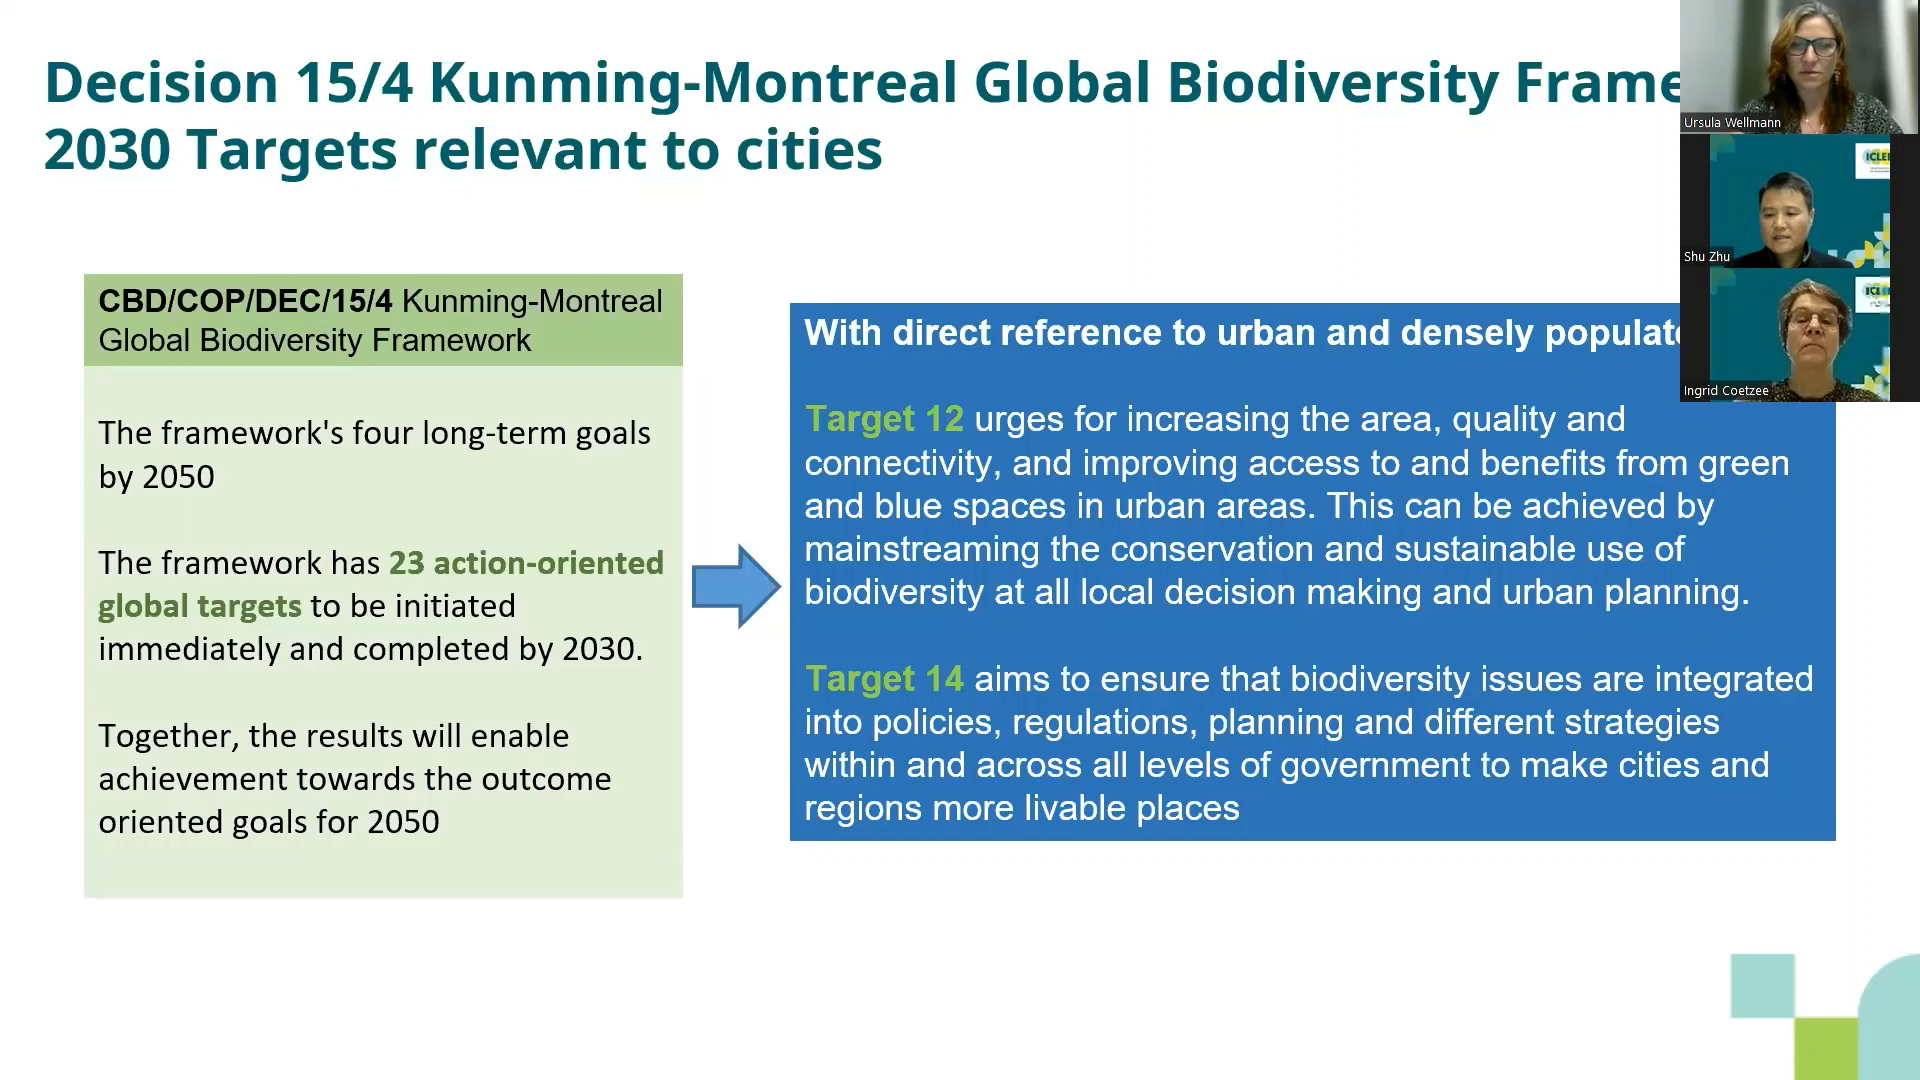 Decision 15/4 Kunming-Montreal Global Biodiversity Frame
2030 Targets relevant to cities
CBD/COP/DEC/15/4 Kunming-Montreal
Global Biodiversity Framework
The framework's four long-term goals
by 2050
The framework has 23 action-oriented
global targets to be initiated
immediately and completed by 2030.
Together, the results will enable
achievement towards the outcome
oriented goals for 2050
With direct reference to urban and densely populate
Target 12 urges for increasing the area, quality and
connectivity, and improving access to and benefits from green
and blue spaces in urban areas. This can be achieved by
mainstreaming the conservation and sustainable use of
biodiversity at all local decision making and urban planning.
Target 14 aims to ensure that biodiversity issues are integrated
into policies, regulations, planning and different strategies
within and across all levels of government to make cities and
regions more livable places
Ursula Wellmann
ICLEI
Shu Zhu
Ingrid Coetzee